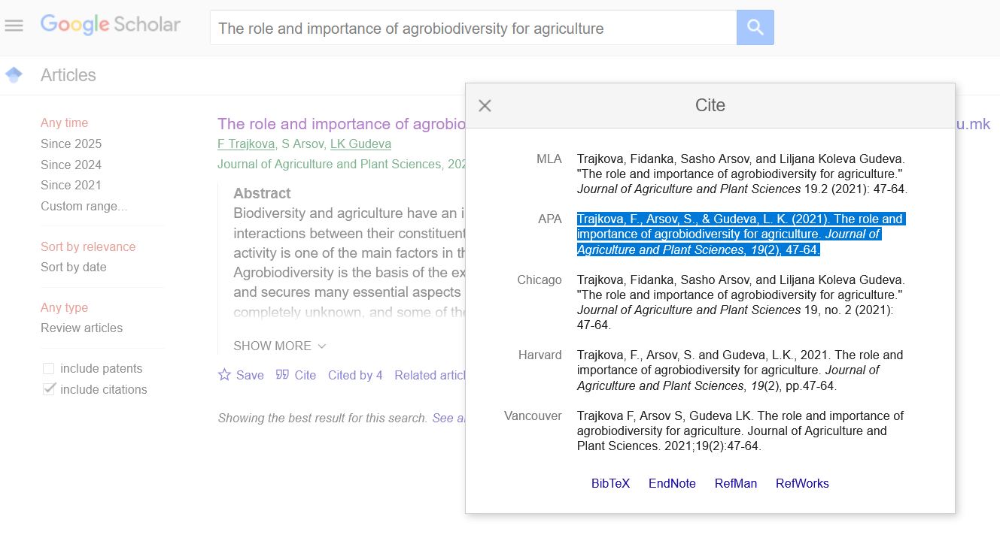 Google Scholar
The role and importance of agrobiodiversity for agriculture
Articles
Any time
Since 2025
Since 2024
Since 2021
Custom range...
Sort by relevance
Sort by date
Any type
Review articles
include patents
include citations
The role and importance of agrobio
u.mk
F Trajkova, S Arsov, LK Gudeva
Journal of Agriculture and Plant Sciences, 202
Abstract
Biodiversity and agriculture have an i
interactions between their constituent
activity is one of the main factors in th
Agrobiodiversity is the basis of the ex
and secures many essential aspects
completely unknown, and some of the
SHOW MORE
Save Cite Cited by 4 Related articl
Showing the best result for this search. See al
Cite
MLA Trajkova, Fidanka, Sasho Arsov, and Liljana Koleva Gudeva.
"The role and importance of agrobiodiversity for agriculture."
Journal of Agriculture and Plant Sciences 19.2 (2021): 47-64.
APA Trajkova, F., Arsov, S., & Gudeva, L. K. (2021). The role and
importance of agrobiodiversity for agriculture. Journal of
Agriculture and Plant Sciences, 19(2), 47-64.
Chicago Trajkova, Fidanka, Sasho Arsov, and Liljana Koleva Gudeva.
"The role and importance of agrobiodiversity for agriculture."
Journal of Agriculture and Plant Sciences 19, no. 2 (2021):
47-64.
Harvard Trajkova, F., Arsov, S. and Gudeva, L.K., 2021. The role and
importance of agrobiodiversity for agriculture. Journal of
Agriculture and Plant Sciences, 19(2), pp.47-64.
Vancouver Trajkova F, Arsov S, Gudeva LK. The role and importance of
agrobiodiversity for agriculture. Journal of Agriculture and
Plant Sciences. 2021;19(2):47-64.
BibTeX EndNote RefMan RefWorks